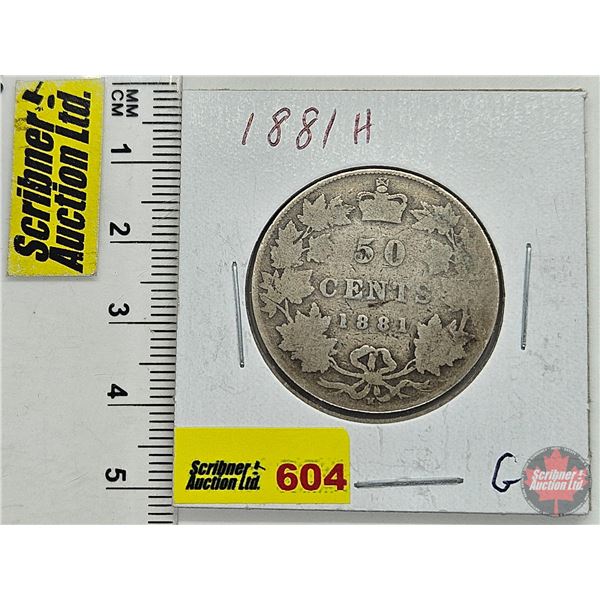 Scribner
Auction Ltd.
MM
CM
1
2
3
4
5
1881 H
50
CENTS
1881
H
Scribner
Auction Ltd.
604
G
Scribner
Auction Ltd.